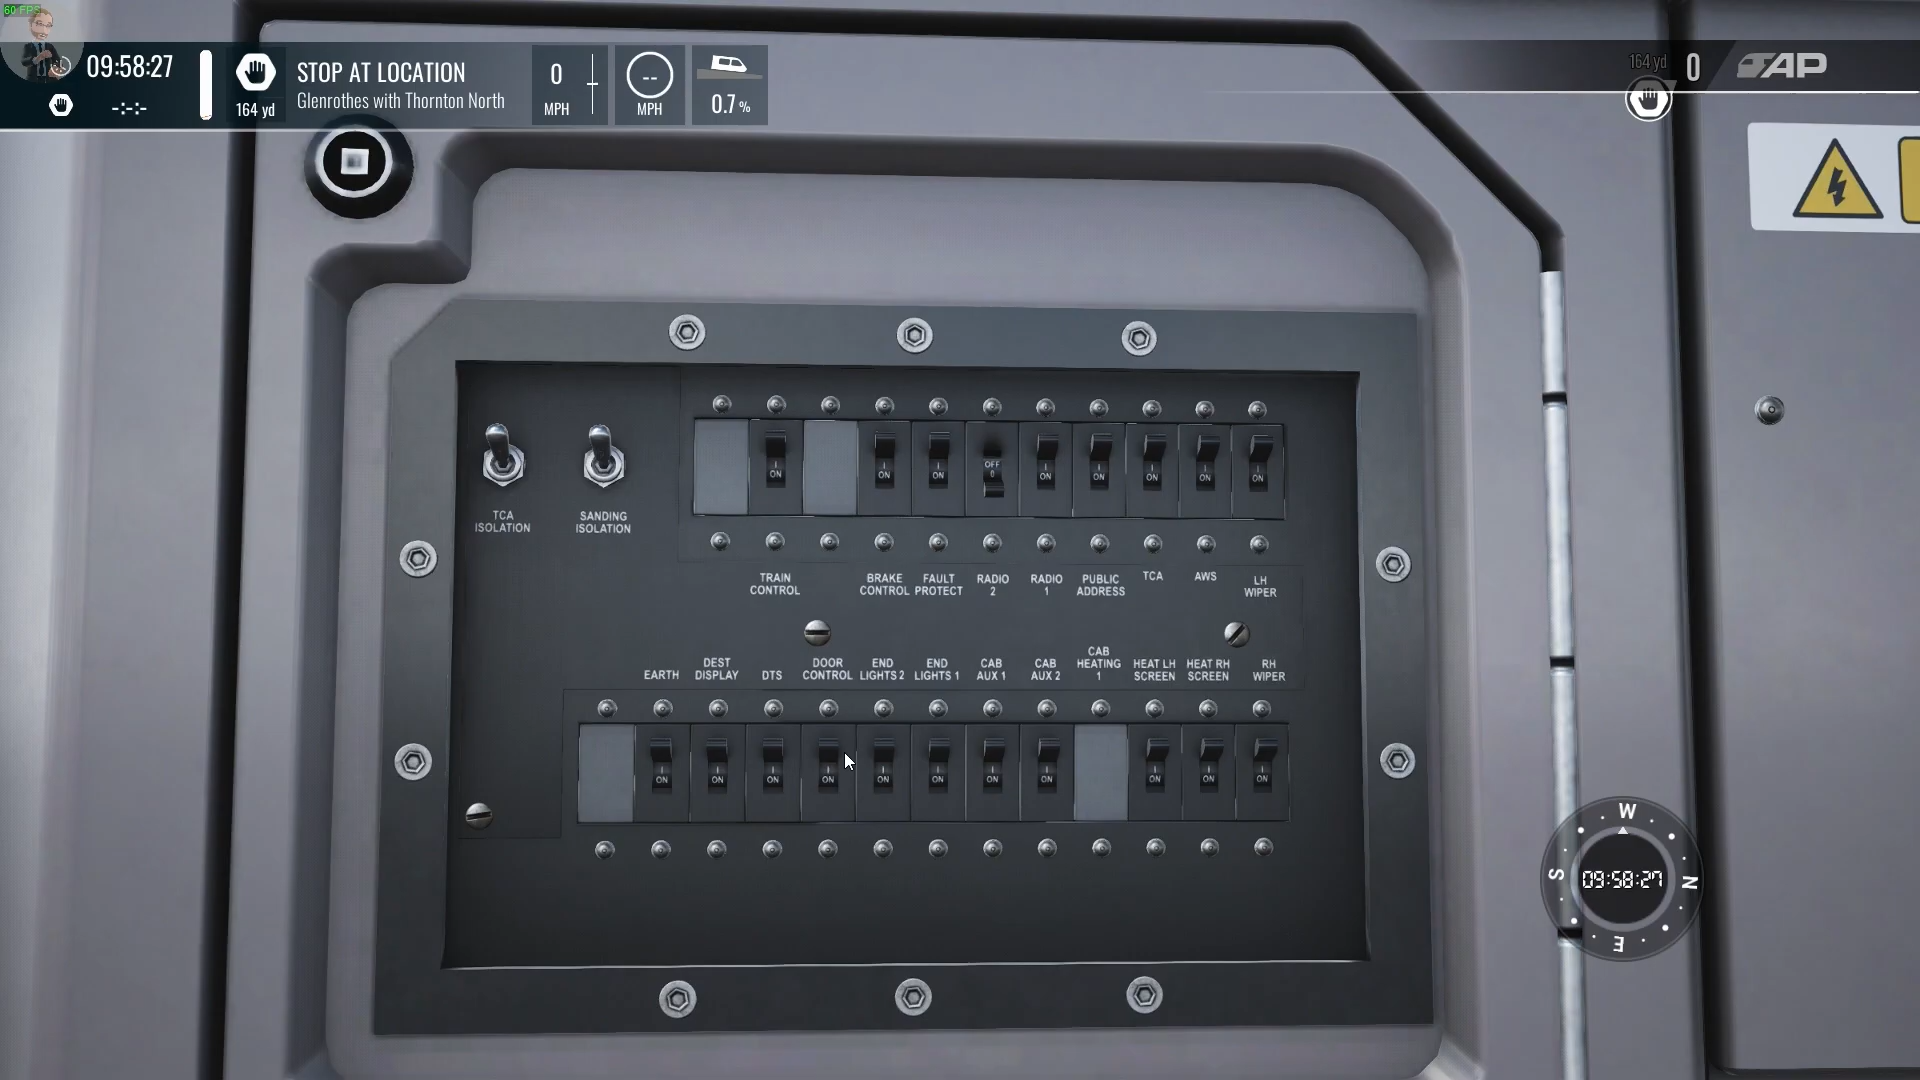 60 FPS
09:58:27
-:-:-
164 yd
STOP AT LOCATION
Glenrothes with Thornton North
0
MPH
--
MPH
0.7 %
164 yd
0
AP
ON
ON
ON
OFF
0
ON
ON
ON
ON
ON
TCA
ISOLATION
SANDING
ISOLATION
TRAIN
CONTROL
BRAKE
CONTROL
FAULT
PROTECT
RADIO
2
RADIO
1
PUBLIC
ADDRESS
TCA
AWS
LH
WIPER
EARTH
DEST
DISPLAY
DTS
DOOR
CONTROL
END
LIGHTS 2
END
LIGHTS 1
CAB
AUX 1
CAB
AUX 2
CAB
HEATING
1
HEAT LH
SCREEN
HEAT RH
SCREEN
RH
WIPER
ON
ON
ON
ON
ON
ON
ON
ON
ON
ON
ON
W
S
09:58:27
N
E